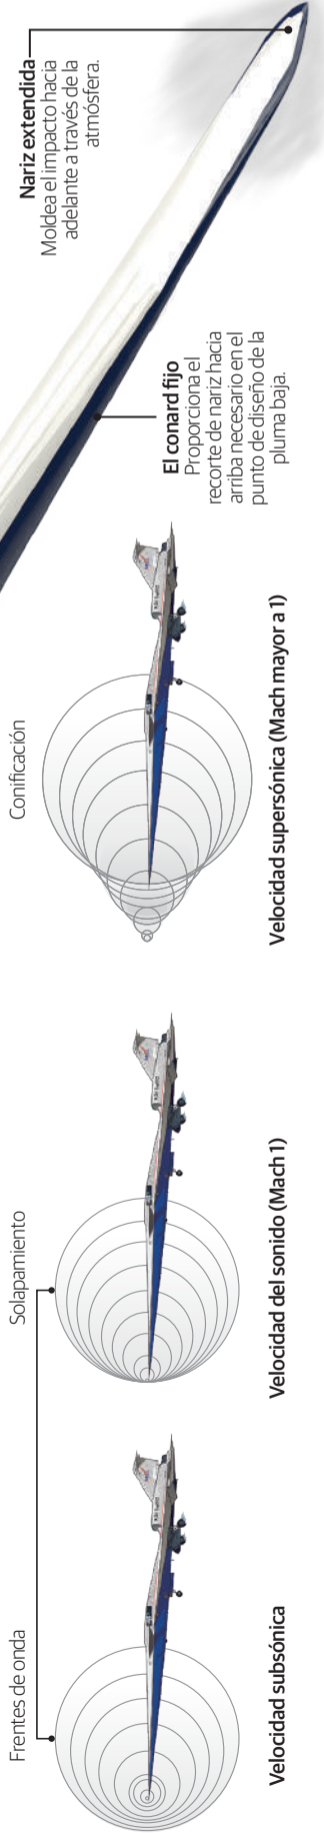 Frentes de onda
Solapamiento
Conificación
Velocidad subsónica
Velocidad del sonido (Mach 1)
Velocidad supersónica (Mach mayor a 1)
El conard fijo
Proporciona el
recorte de nariz hacia
arriba necesario en el
punto de diseño de la
pluma baja.
Nariz extendida
Moldea el impacto hacia
adelante a través de la
atmósfera.